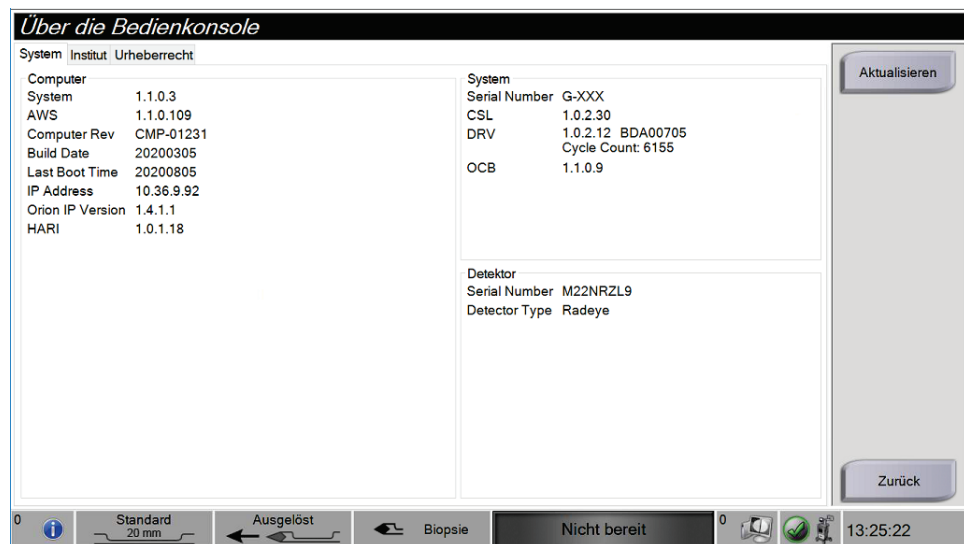 Über die Bedienkonsole
System Institut Urheberrecht
Computer
System 1.1.0.3
AWS 1.1.0.109
Computer Rev CMP-01231
Build Date 20200305
Last Boot Time 20200805
IP Address 10.36.9.92
Orion IP Version 1.4.1.1
HARI 1.0.1.18
System
Serial Number G-XXX
CSL 1.0.2.30
DRV 1.0.2.12 BDA00705
Cycle Count: 6155
OCB 1.1.0.9
Detektor
Serial Number M22NRZL9
Detector Type Radeye
Aktualisieren
Zurück
0
Standard
20 mm
Ausgelöst
Biopsie
Nicht bereit
0
13:25:22